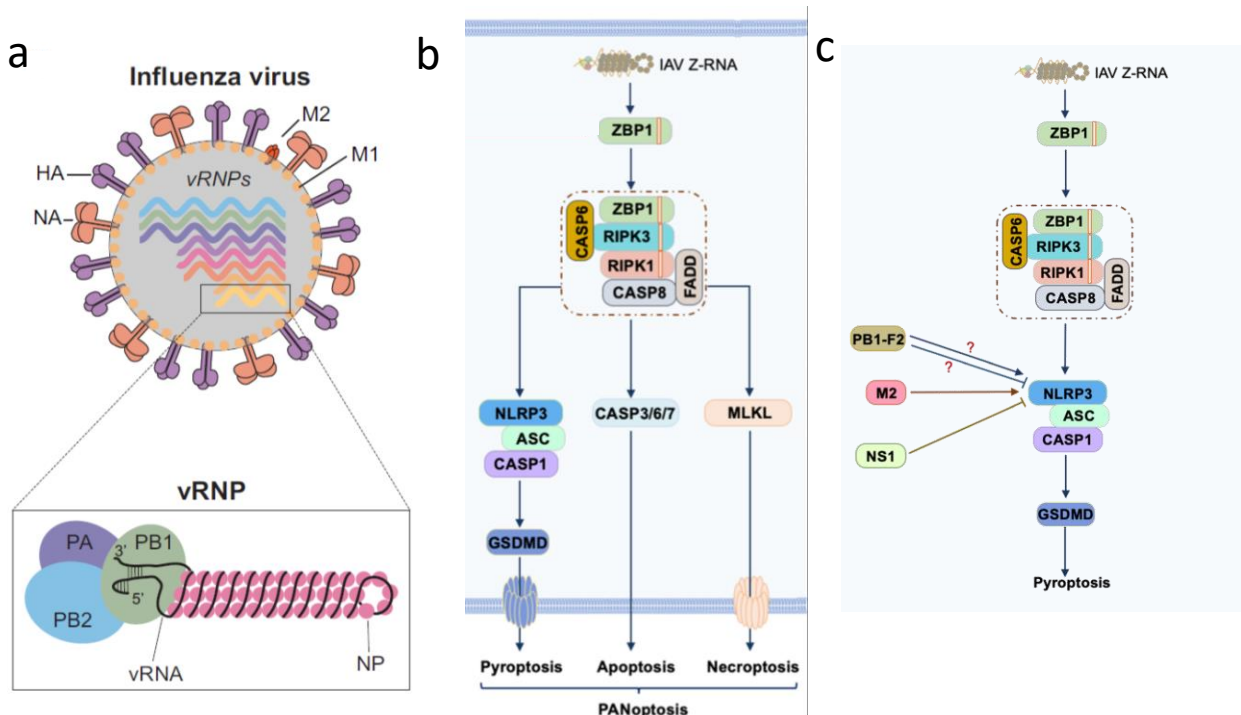 a
Influenza virus
M2
M1
HA
vRNPs
NA
vRNP
PA
3'
PB1
5'
PB2
vRNA
NP
b
IAV Z-RNA
ZBP1
CASP6
ZBP1
RIPK3
RIPK1
CASP8
FADD
NLRP3
ASC
CASP1
CASP3/6/7
MLKL
GSDMD
Pyroptosis
Apoptosis
Necroptosis
PANoptosis
c
IAV Z-RNA
ZBP1
CASP6
ZBP1
RIPK3
RIPK1
CASP8
FADD
PB1-F2
?
?
M2
NS1
NLRP3
ASC
CASP1
GSDMD
Pyroptosis